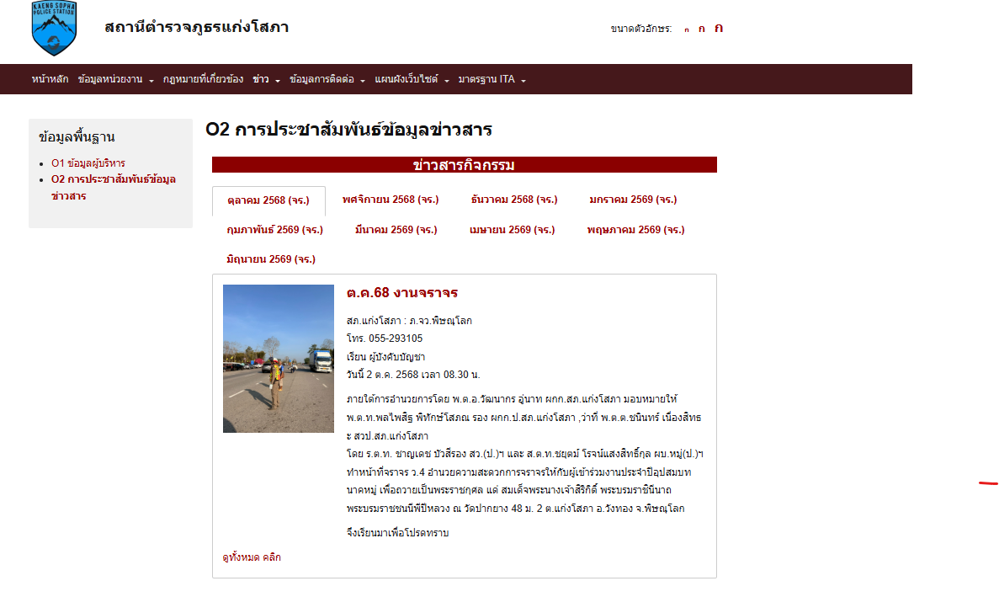 KAENG SOPHA
POLICE STATION
สถานีตำรวจภูธรแก่งโสภา
ขนาดตัวอักษร: ก ก ก
หน้าหลัก ข้อมูลหน่วยงาน กฎหมายที่เกี่ยวข้อง ข่าว ข้อมูลการติดต่อ แผนผังเว็บไซต์ มาตรฐาน ITA
ข้อมูลพื้นฐาน
O1 ข้อมูลผู้บริหาร
O2 การประชาสัมพันธ์ข้อมูล
ข่าวสาร
O2 การประชาสัมพันธ์ข้อมูลข่าวสาร
ข่าวสารกิจกรรม
ตุลาคม 2568 (จร.) พฤศจิกายน 2568 (จร.) ธันวาคม 2568 (จร.) มกราคม 2569 (จร.)
กุมภาพันธ์ 2569 (จร.) มีนาคม 2569 (จร.) เมษายน 2569 (จร.) พฤษภาคม 2569 (จร.)
มิถุนายน 2569 (จร.)
ต.ค.68 งานจราจร
สภ.แก่งโสภา : ภ.จว.พิษณุโลก
โทร. 055-293105
เรียน ผู้บังคับบัญชา
วันนี้ 2 ต.ค. 2568 เวลา 08.30 น.
ภายใต้การอำนวยการโดย พ.ต.อ.วัฒนากร อู่นาท ผกก.สภ.แก่งโสภา มอบหมายให้
พ.ต.ท.พลไพสิฐ พิทักษ์โสภณ รอง ผกก.ป.สภ.แก่งโสภา ,ว่าที่ พ.ต.ต.ชนินทร์ เนื่องสิทธ
ะ สวป.สภ.แก่งโสภา
โดย ร.ต.ท. ชาญเดช บัวสีรอง สว.(ป.)ฯ และ ส.ต.ท.ชยุตม์ โรจน์แสงสิทธิ์กุล ผบ.หมู่(ป.)ฯ
ทำหน้าที่จราจร ว.4 อำนวยความสะดวกการจราจรให้กับผู้เข้าร่วมงานประจำปีอุปสมบท
นาคหมู่ เพื่อถวายเป็นพระราชกุศล แด่ สมเด็จพระนางเจ้าสิริกิติ์ พระบรมราชินีนาถ
พระบรมราชชนนีพีปีหลวง ณ วัดปากยาง 48 ม. 2 ต.แก่งโสภา อ.วังทอง จ.พิษณุโลก
จึงเรียนมาเพื่อโปรดทราบ
ดูทั้งหมด คลิก